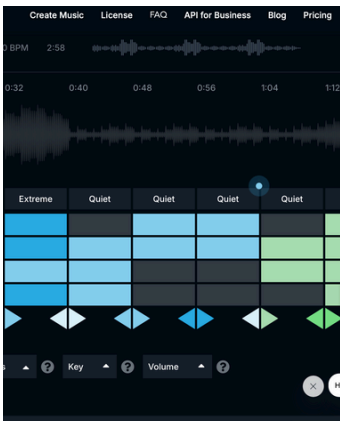 Create Music License FAQ API for Business Blog Pricing
0 BPM 2:58
0:32 0:40 0:48 0:56 1:04 1:12
Extreme Quiet Quiet Quiet Quiet
s Key Volume
H